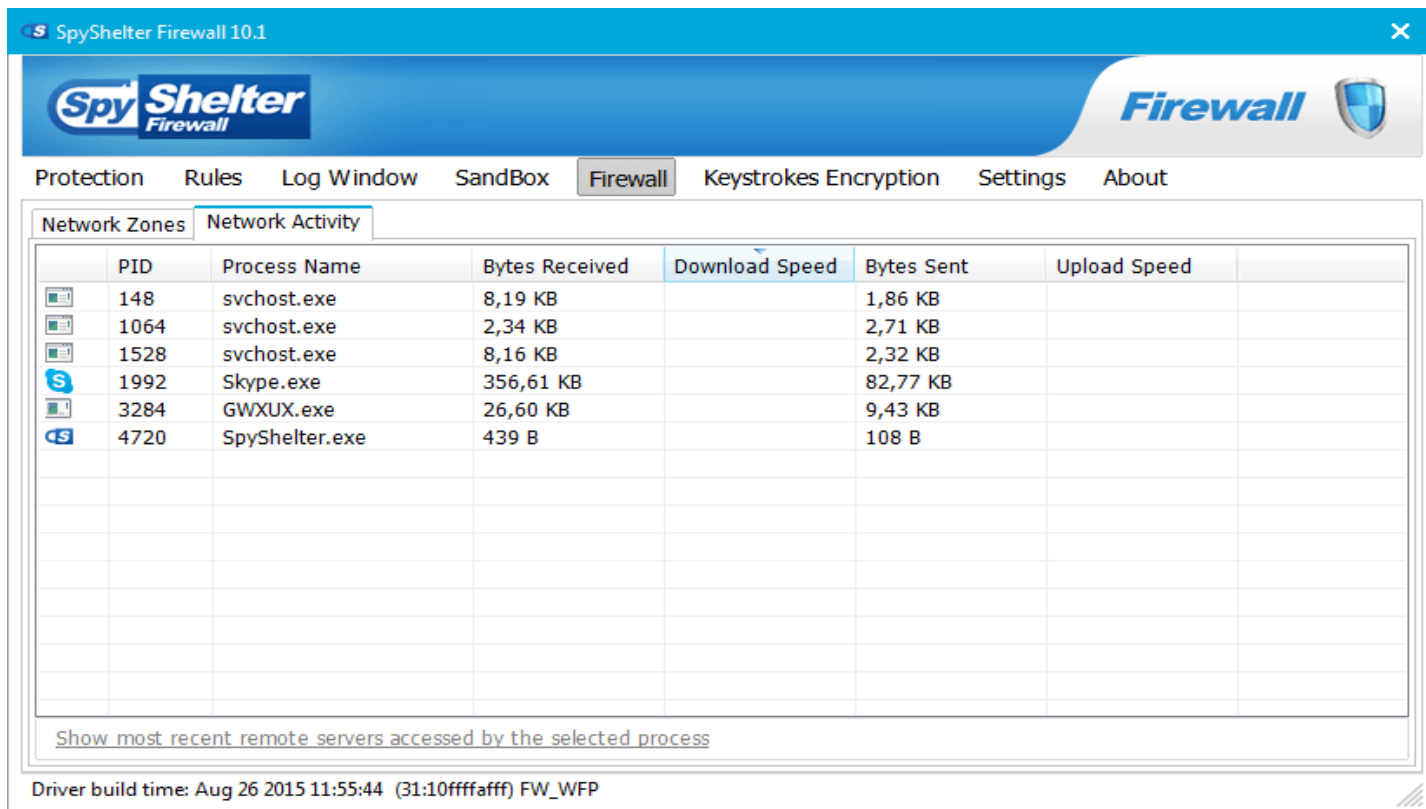 SpyShelter Firewall 10.1
Spy Shelter Firewall
Firewall
Protection Rules Log Window SandBox Firewall Keystrokes Encryption Settings About
Network Zones Network Activity
PID Process Name Bytes Received Download Speed Bytes Sent Upload Speed
148 svchost.exe 8,19 KB 1,86 KB
1064 svchost.exe 2,34 KB 2,71 KB
1528 svchost.exe 8,16 KB 2,32 KB
1992 Skype.exe 356,61 KB 82,77 KB
3284 GWXUX.exe 26,60 KB 9,43 KB
4720 SpyShelter.exe 439 B 108 B
Show most recent remote servers accessed by the selected process
Driver build time: Aug 26 2015 11:55:44 (31:10ffffafff) FW_WFP